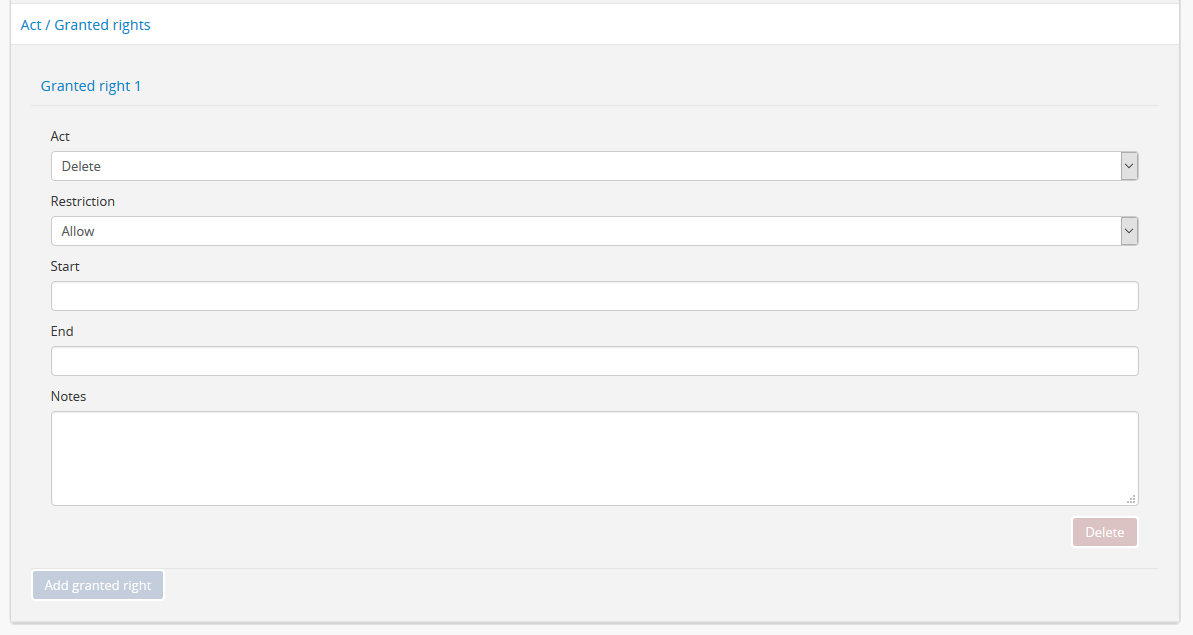 Act / Granted rights
Granted right 1
Act
Delete
Restriction
Allow
Start
End
Notes
Delete
Add granted right